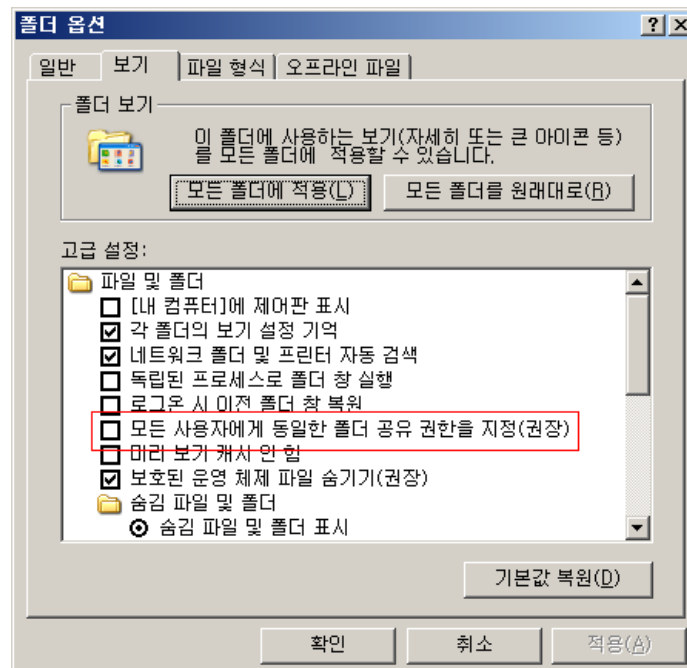 폴더 옵션
일반 보기 파일 형식 오프라인 파일
폴더 보기
이 폴더에 사용하는 보기(자세히 또는 큰 아이콘 등)
를 모든 폴더에 적용할 수 있습니다.
모든 폴더에 적용(L) 모든 폴더를 원래대로(R)
고급 설정:
파일 및 폴더
[내 컴퓨터]에 제어판 표시
각 폴더의 보기 설정 기억
네트워크 폴더 및 프린터 자동 검색
독립된 프로세스로 폴더 창 실행
로그온 시 이전 폴더 창 복원
모든 사용자에게 동일한 폴더 공유 권한을 지정(권장)
미리 보기 캐시 안 함
보호된 운영 체제 파일 숨기기(권장)
숨김 파일 및 폴더
숨김 파일 및 폴더 표시
기본값 복원(D)
확인 취소 적용(A)